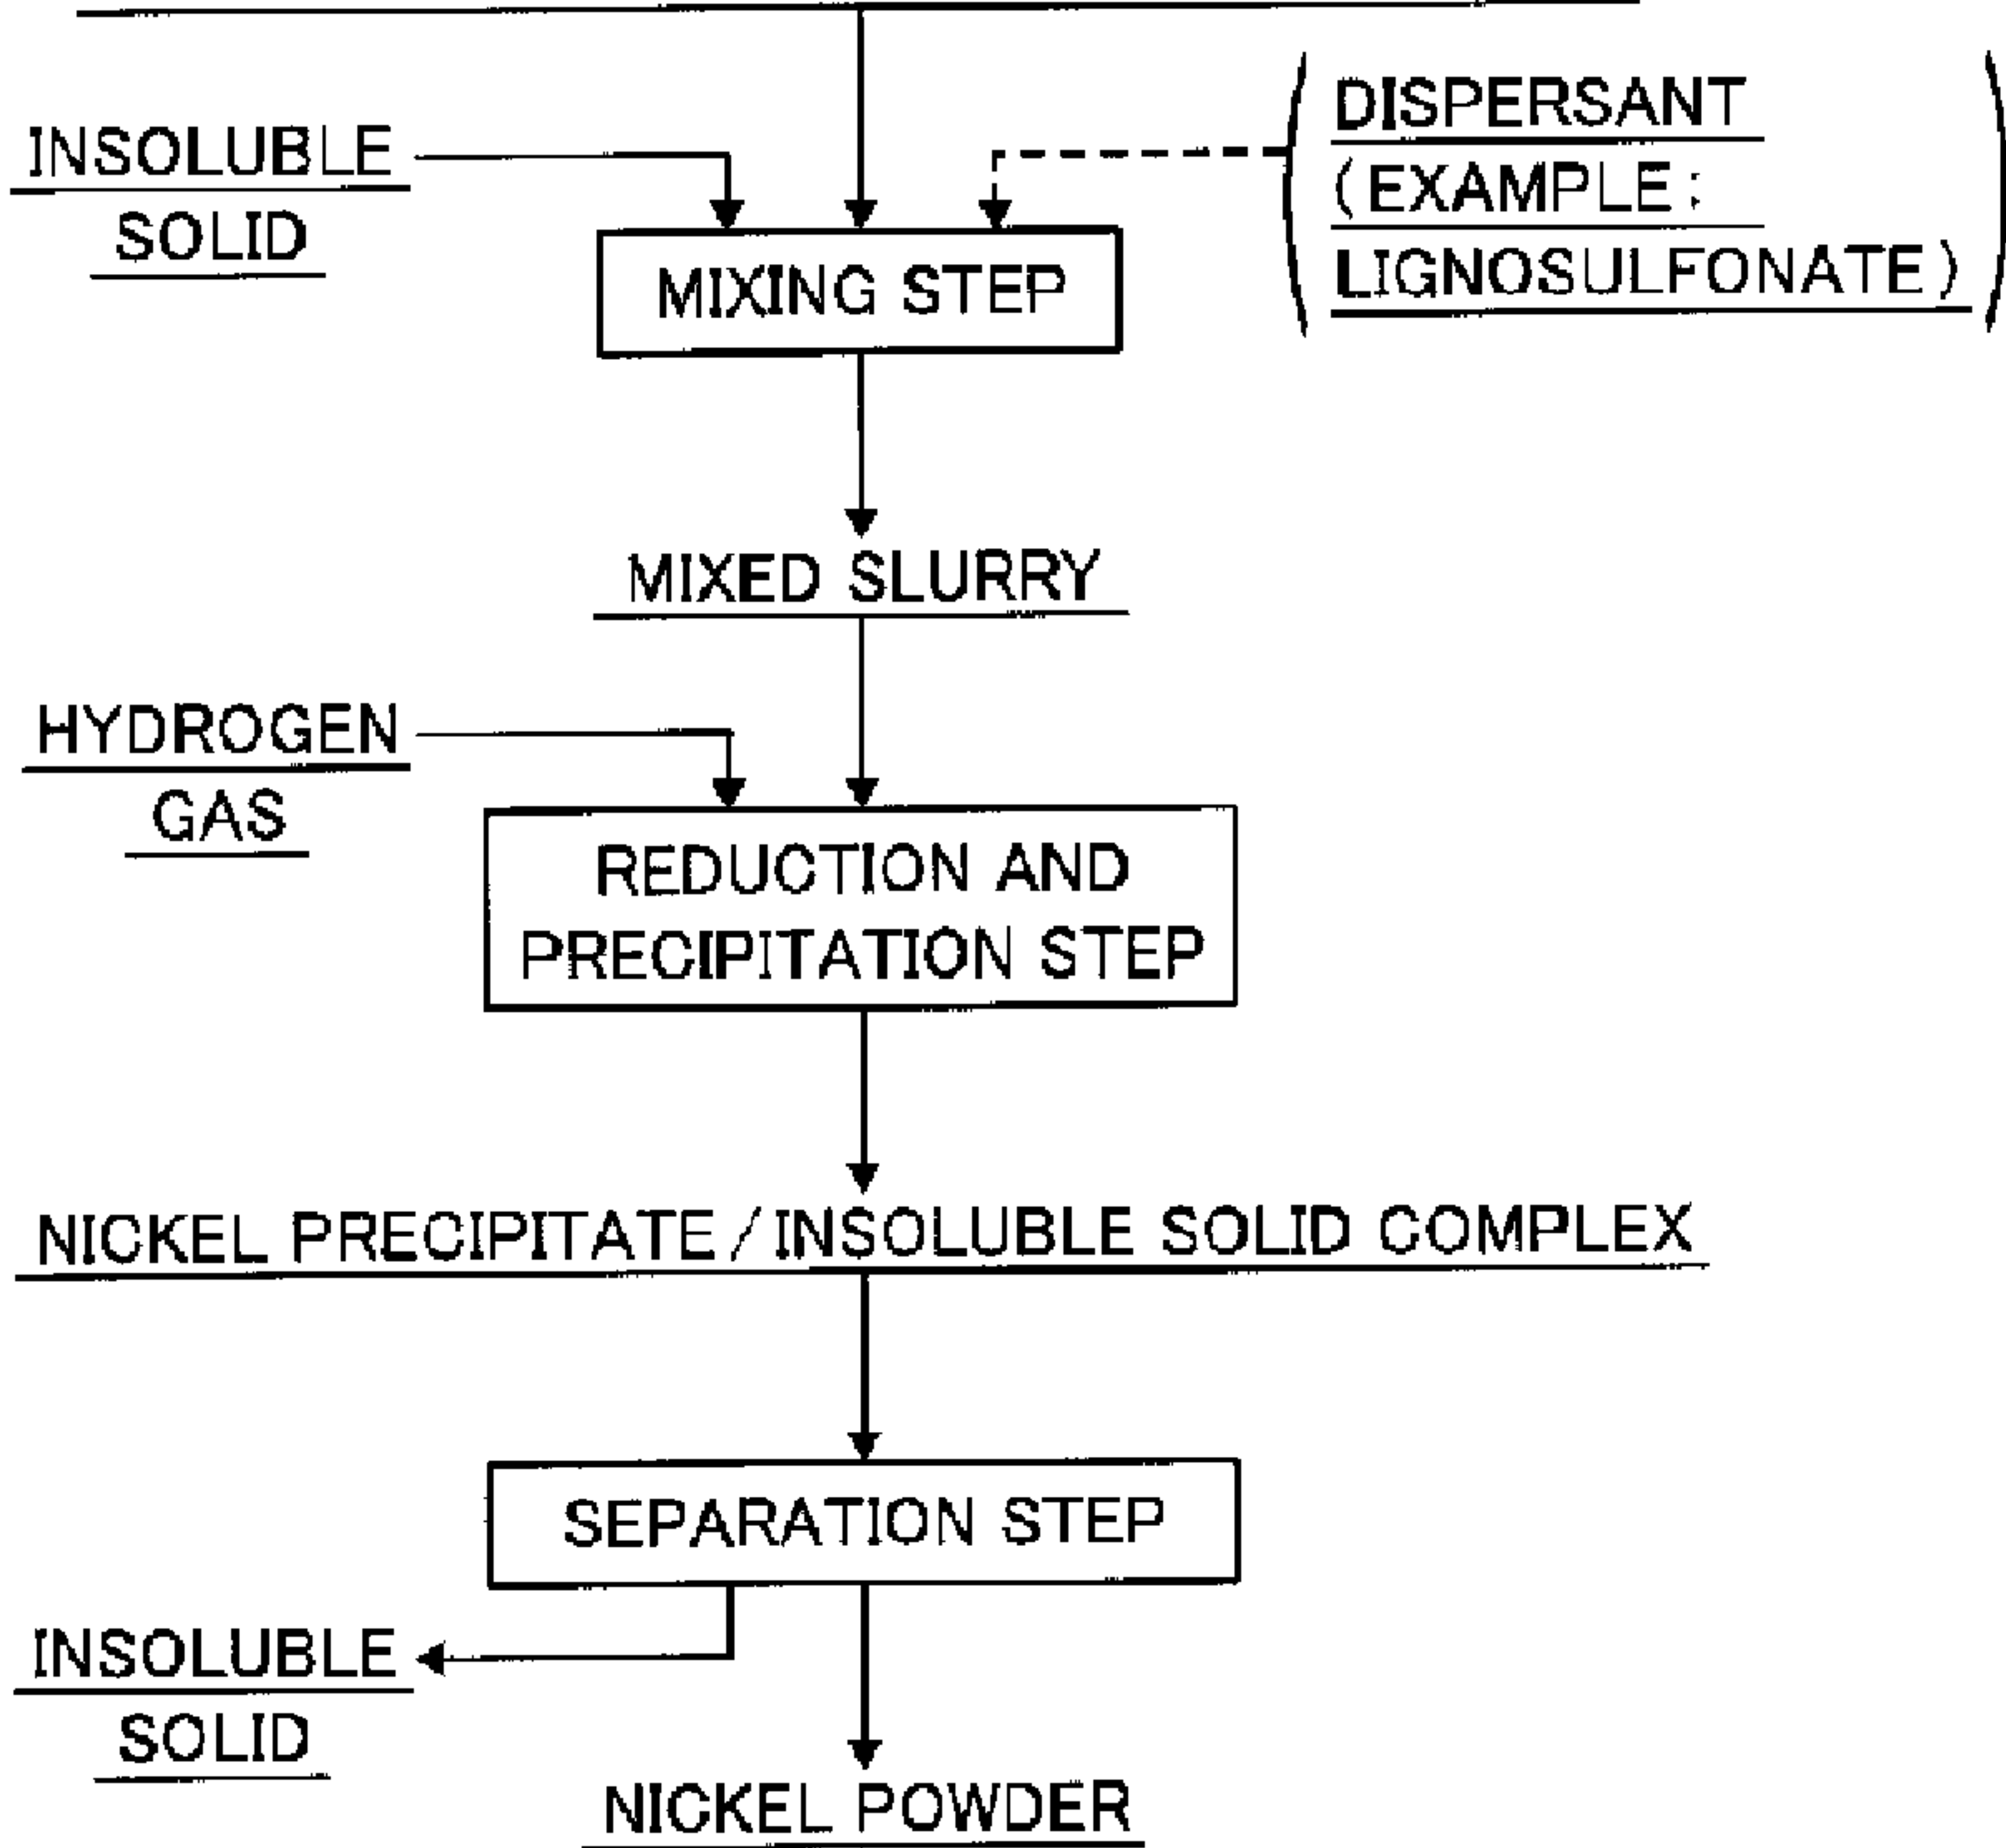 INSOLUBLE
SOLID
DISPERSANT
(EXAMPLE:
LIGNOSULFONATE)
MIXING STEP
MIXED SLURRY
HYDROGEN
GAS
REDUCTION AND
PRECIPITATION STEP
NICKEL PRECIPITATE/INSOLUBLE SOLID COMPLEX
SEPARATION STEP
INSOLUBLE
SOLID
NICKEL POWDER